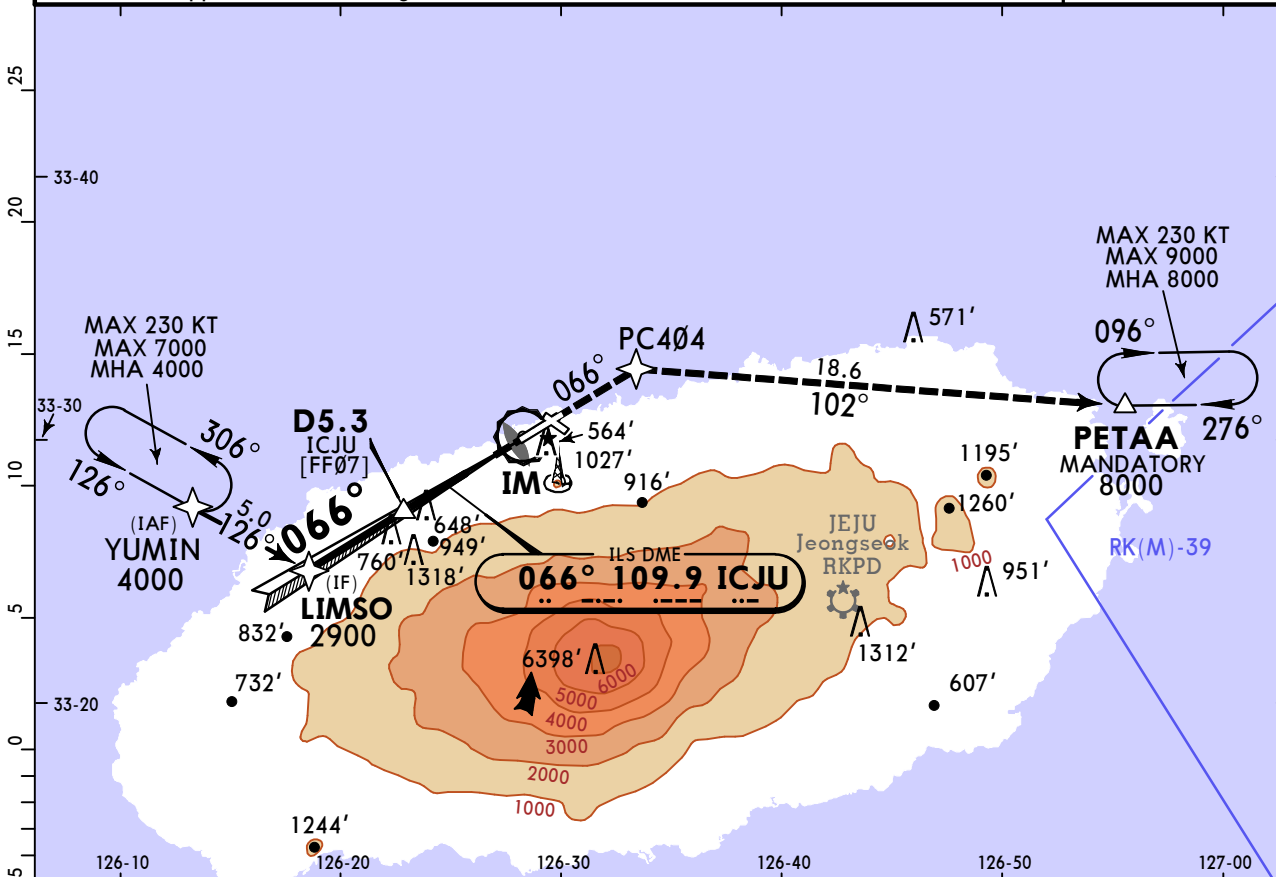 25
33-40
20
MAX 230 KT
MAX 9000
MHA 8000
571′
096°
PC4Ø4
15
MAX 230 KT
MAX 7000
MHA 4000
066°
18.6
102°
33-30
D5.3
ICJU
[FFØ7]
306°
126°
564′
1027′
IM
276°
PETAA
MANDATORY
8000
10
916′
1195′
1260′
5.0
126°
066°
(IAF)
YUMIN
4000
648′
949′
760′
1318′
JEJU
Jeongseok
RKPD
1000
RK(M)-39
951′
ILS DME
066° 109.9 ICJU
(IF)
LIMSO
2900
5
832′
732′
6398′
6000
5000
4000
3000
2000
1000
1312′
607′
33-20
0
1244′
5
126-10
126-20
126-30
126-40
126-50
127-00